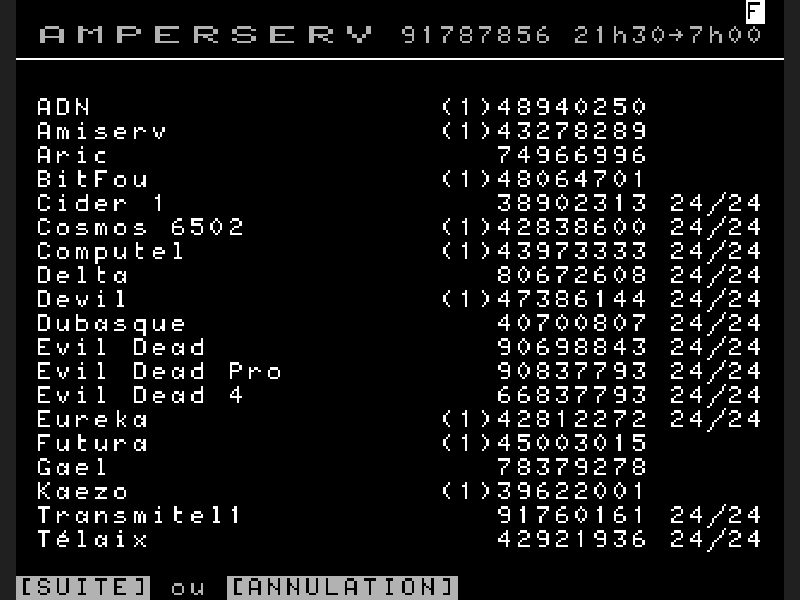 F
AMPERSERV 91787856 21h30→7h00
ADN (1)48940250
Amiserv (1)43278289
Aric 74966996
BitFou (1)48064701
Cider 1 38902313 24/24
Cosmos 6502 (1)42838600 24/24
Computel (1)43973333 24/24
Delta 80672608 24/24
Devil (1)47386144 24/24
Dubasque 40700807 24/24
Evil Dead 90698843 24/24
Evil Dead Pro 90837793 24/24
Evil Dead 4 66837793 24/24
Eureka (1)42812272 24/24
Futura (1)45003015
Gael 78379278
Kaezo (1)39622001
Transmitel1 91760161 24/24
Télaix 42921936 24/24
[SUITE] ou [ANNULATION]